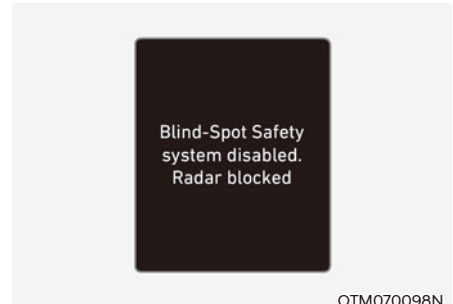 Blind-Spot Safety
system disabled.
Radar blocked
OTM070098N